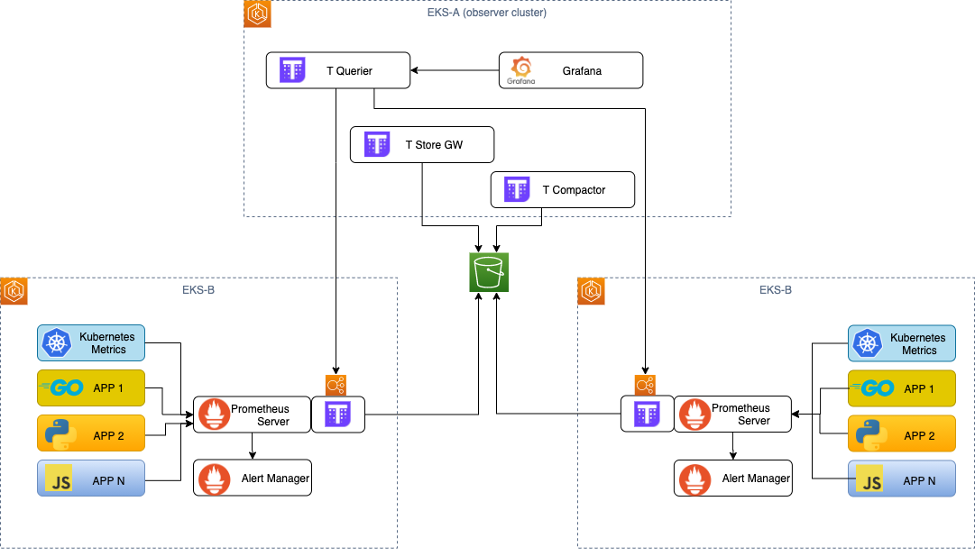 EKS-A (observer cluster)
T Querier
Grafana
Grafana
T Store GW
T Compactor
EKS-B
Kubernetes
Metrics
GO
APP 1
APP 2
JS
APP N
Prometheus
Server
Alert Manager
EKS-B
Kubernetes
Metrics
GO
APP 1
APP 2
JS
APP N
Prometheus
Server
Alert Manager